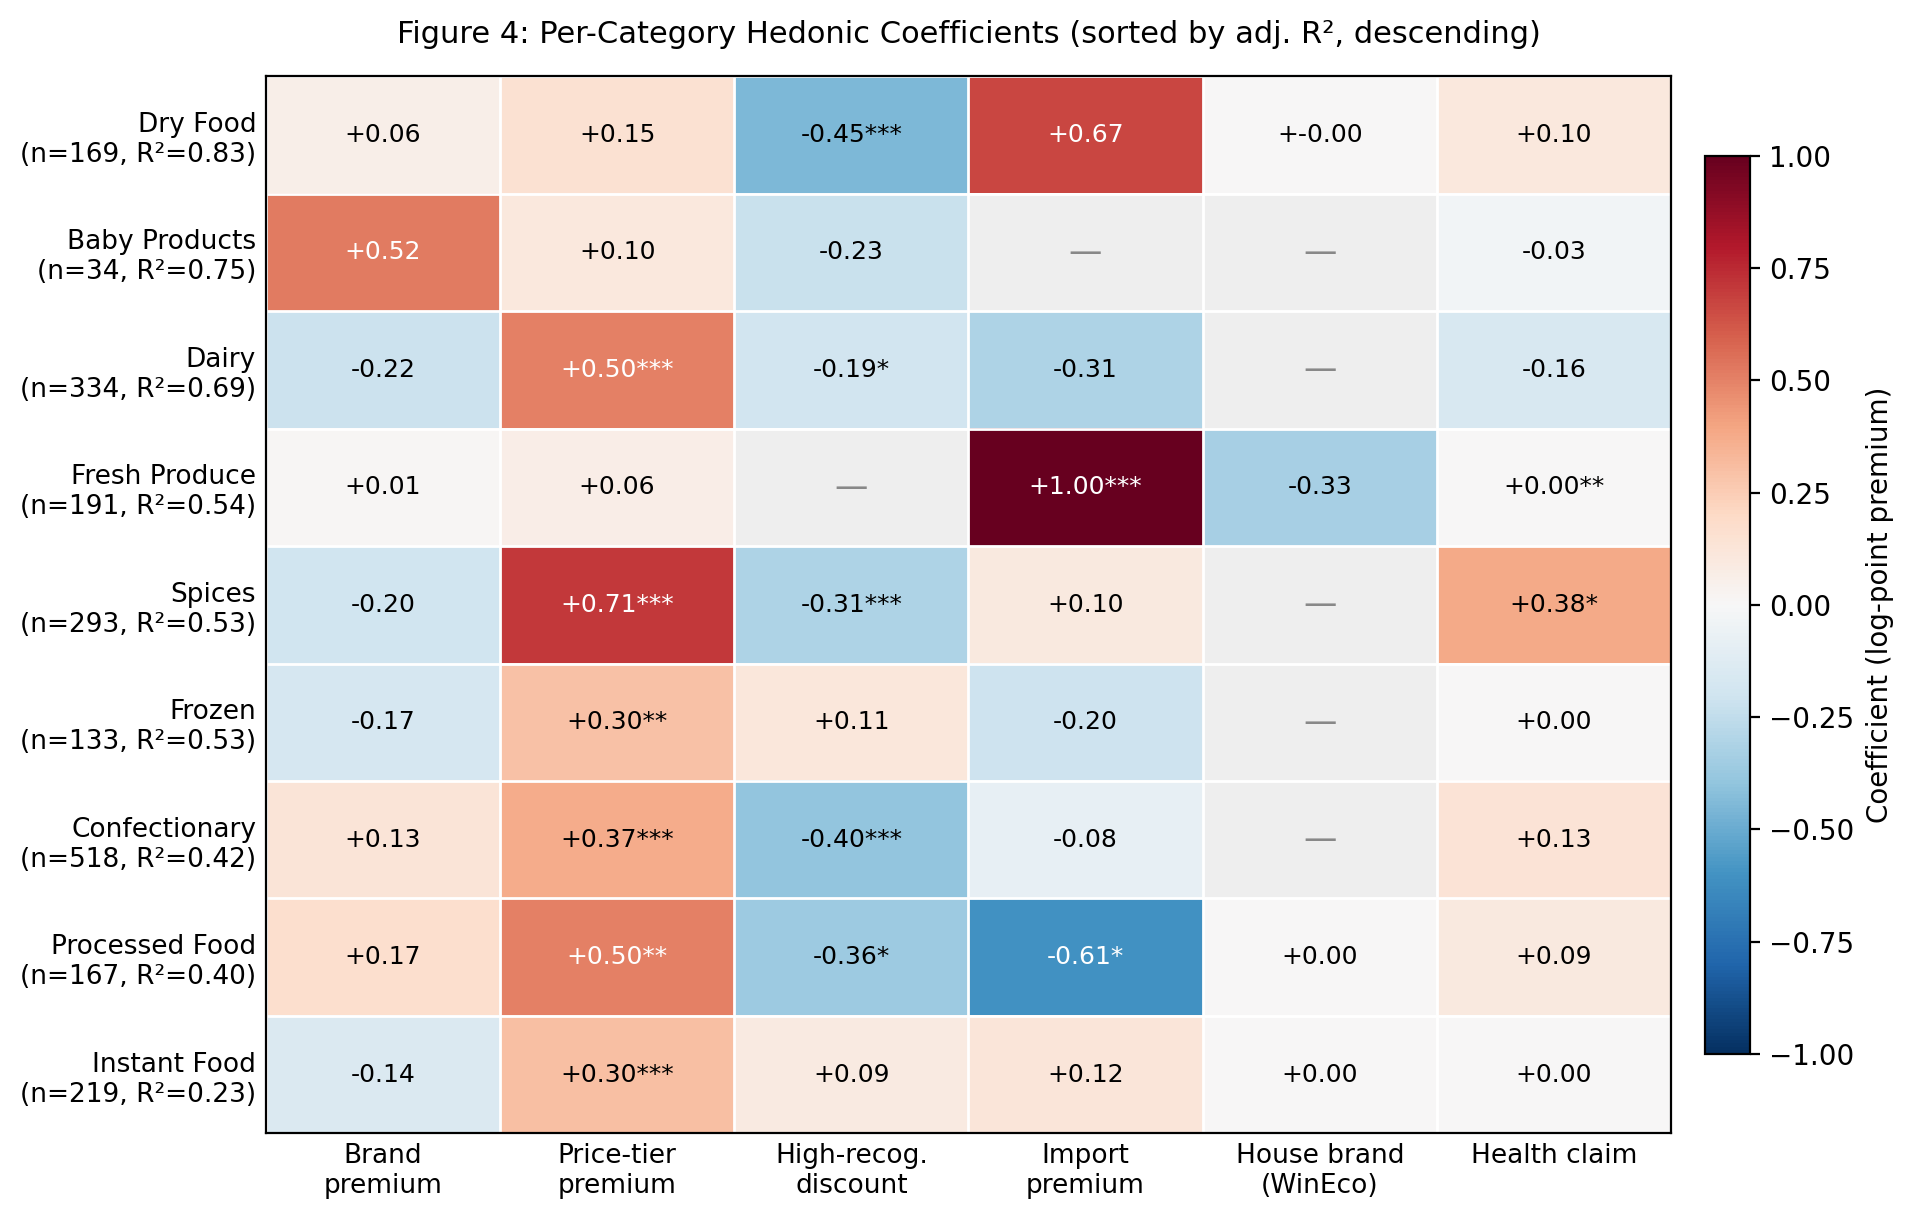 Figure 4: Per-Category Hedonic Coefficients (sorted by adj. R², descending)
Dry Food
(n=169, R²=0.83)
+0.06
+0.15
-0.45***
+0.67
+-0.00
+0.10
Baby Products
(n=34, R²=0.75)
+0.52
+0.10
-0.23
—
—
-0.03
Dairy
(n=334, R²=0.69)
-0.22
+0.50***
-0.19*
-0.31
—
-0.16
Fresh Produce
(n=191, R²=0.54)
+0.01
+0.06
—
+1.00***
-0.33
+0.00**
Spices
(n=293, R²=0.53)
-0.20
+0.71***
-0.31***
+0.10
—
+0.38*
Frozen
(n=133, R²=0.53)
-0.17
+0.30**
+0.11
-0.20
—
+0.00
Confectionary
(n=518, R²=0.42)
+0.13
+0.37***
-0.40***
-0.08
—
+0.13
Processed Food
(n=167, R²=0.40)
+0.17
+0.50**
-0.36*
-0.61*
+0.00
+0.09
Instant Food
(n=219, R²=0.23)
-0.14
+0.30***
+0.09
+0.12
+0.00
+0.00
Brand
premium
Price-tier
premium
High-recog.
discount
Import
premium
House brand
(WinEco)
Health claim
1.00
0.75
0.50
0.25
0.00
−0.25
−0.50
−0.75
−1.00
Coefficient (log-point premium)